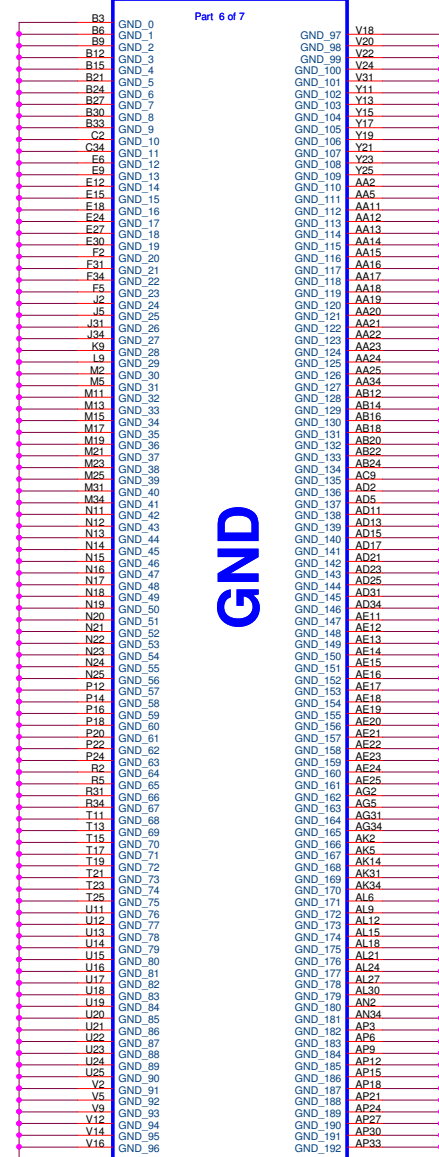 Part 6 of 7
B3 GND_0
B6 GND_1
B9 GND_2
B12 GND_3
B15 GND_4
B21 GND_5
B24 GND_6
B27 GND_7
B30 GND_8
B33 GND_9
C2 GND_10
C34 GND_11
E6 GND_12
E9 GND_13
E12 GND_14
E15 GND_15
E18 GND_16
E24 GND_17
E27 GND_18
E30 GND_19
F2 GND_20
F31 GND_21
F34 GND_22
F5 GND_23
J2 GND_24
J5 GND_25
J31 GND_26
J34 GND_27
K9 GND_28
L9 GND_29
M2 GND_30
M5 GND_31
M11 GND_32
M13 GND_33
M15 GND_34
M17 GND_35
M19 GND_36
M21 GND_37
M23 GND_38
M25 GND_39
M31 GND_40
M34 GND_41
N11 GND_42
N12 GND_43
N13 GND_44
N14 GND_45
N15 GND_46
N16 GND_47
N17 GND_48
N18 GND_49
N19 GND_50
N20 GND_51
N21 GND_52
N22 GND_53
N23 GND_54
N24 GND_55
N25 GND_56
P12 GND_57
P14 GND_58
P16 GND_59
P18 GND_60
P20 GND_61
P22 GND_62
P24 GND_63
R2 GND_64
R5 GND_65
R31 GND_66
R34 GND_67
T11 GND_68
T13 GND_69
T15 GND_70
T17 GND_71
T19 GND_72
T21 GND_73
T23 GND_74
T25 GND_75
U11 GND_76
U12 GND_77
U13 GND_78
U14 GND_79
U15 GND_80
U16 GND_81
U17 GND_82
U18 GND_83
U19 GND_84
U20 GND_85
U21 GND_86
U22 GND_87
U23 GND_88
U24 GND_89
U25 GND_90
V2 GND_91
V5 GND_92
V9 GND_93
V12 GND_94
V14 GND_95
V16 GND_96
GND
GND_97 V18
GND_98 V20
GND_99 V22
GND_100 V24
GND_101 V31
GND_102 Y11
GND_103 Y13
GND_104 Y15
GND_105 Y17
GND_106 Y19
GND_107 Y21
GND_108 Y23
GND_109 Y25
GND_110 AA2
GND_111 AA5
GND_112 AA11
GND_113 AA12
GND_114 AA13
GND_115 AA14
GND_116 AA15
GND_117 AA16
GND_118 AA17
GND_119 AA18
GND_120 AA19
GND_121 AA20
GND_122 AA21
GND_123 AA22
GND_124 AA23
GND_125 AA24
GND_126 AA25
GND_127 AA34
GND_128 AB12
GND_129 AB14
GND_130 AB16
GND_131 AB18
GND_132 AB20
GND_133 AB22
GND_134 AB24
GND_135 AC9
GND_136 AD2
GND_137 AD5
GND_138 AD11
GND_139 AD13
GND_140 AD15
GND_141 AD17
GND_142 AD21
GND_143 AD23
GND_144 AD25
GND_145 AD31
GND_146 AD34
GND_147 AE11
GND_148 AE12
GND_149 AE13
GND_150 AE14
GND_151 AE15
GND_152 AE16
GND_153 AE17
GND_154 AE18
GND_155 AE19
GND_156 AE20
GND_157 AE21
GND_158 AE22
GND_159 AE23
GND_160 AE24
GND_161 AE25
GND_162 AG2
GND_163 AG5
GND_164 AG31
GND_165 AG34
GND_166 AK2
GND_167 AK5
GND_168 AK14
GND_169 AK31
GND_170 AK34
GND_171 AL6
GND_172 AL9
GND_173 AL12
GND_174 AL15
GND_175 AL18
GND_176 AL21
GND_177 AL24
GND_178 AL27
GND_179 AL30
GND_180 AN2
GND_181 AN34
GND_182 AP3
GND_183 AP6
GND_184 AP9
GND_185 AP12
GND_186 AP15
GND_187 AP18
GND_188 AP21
GND_189 AP24
GND_190 AP27
GND_191 AP30
GND_192 AP33